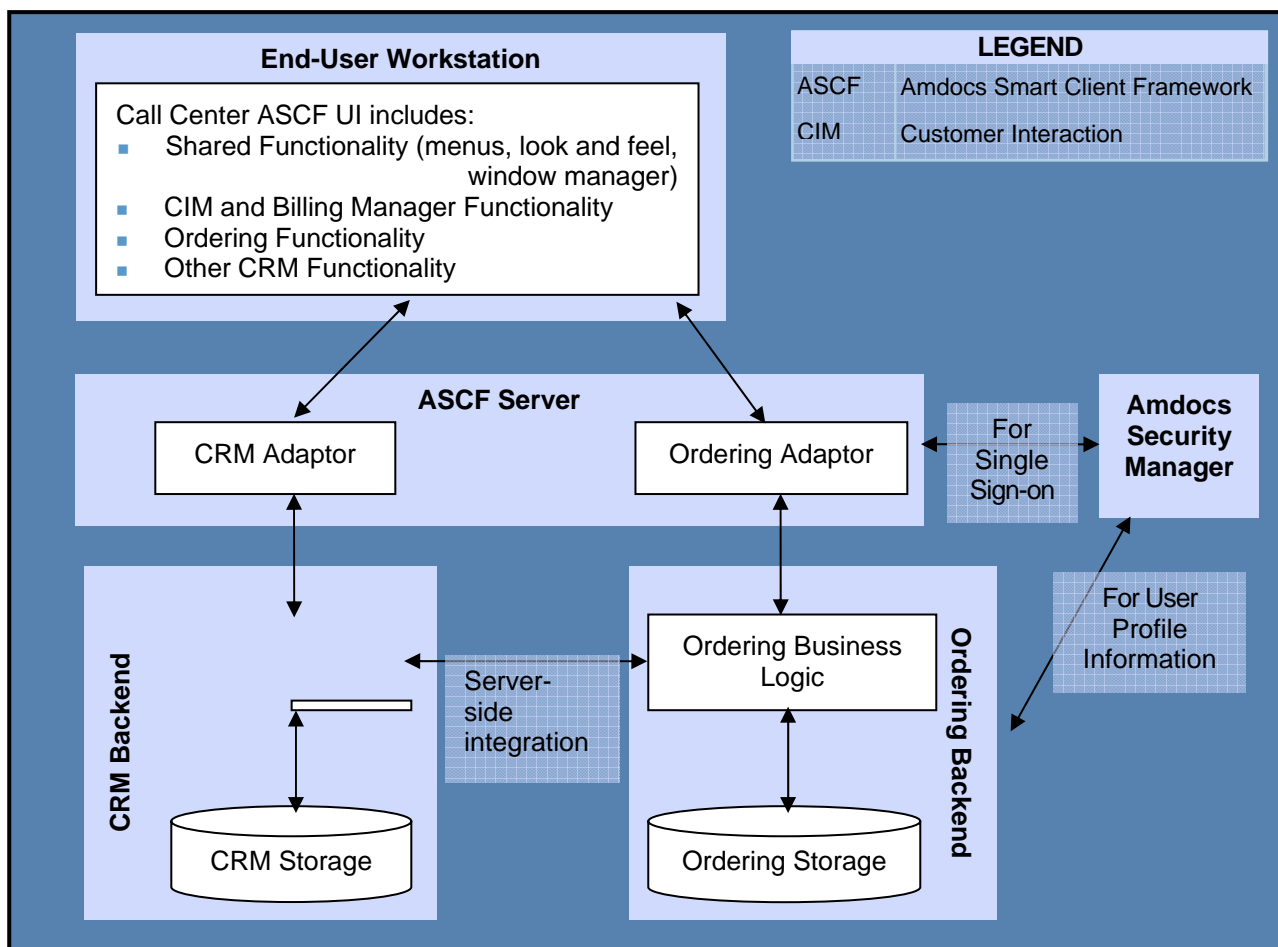 End-User Workstation
Call Center ASCF UI includes:
Shared Functionality (menus, look and feel,
window manager)
CIM and Billing Manager Functionality
Ordering Functionality
Other CRM Functionality
LEGEND
ASCF Amdocs Smart Client Framework
CIM Customer Interaction
ASCF Server
CRM Adaptor
Ordering Adaptor
For
Single
Sign-on
Amdocs
Security
Manager
CRM Backend
Server-
side
integration
Ordering Business
Logic
Ordering Backend
For User
Profile
Information
CRM Storage
Ordering Storage